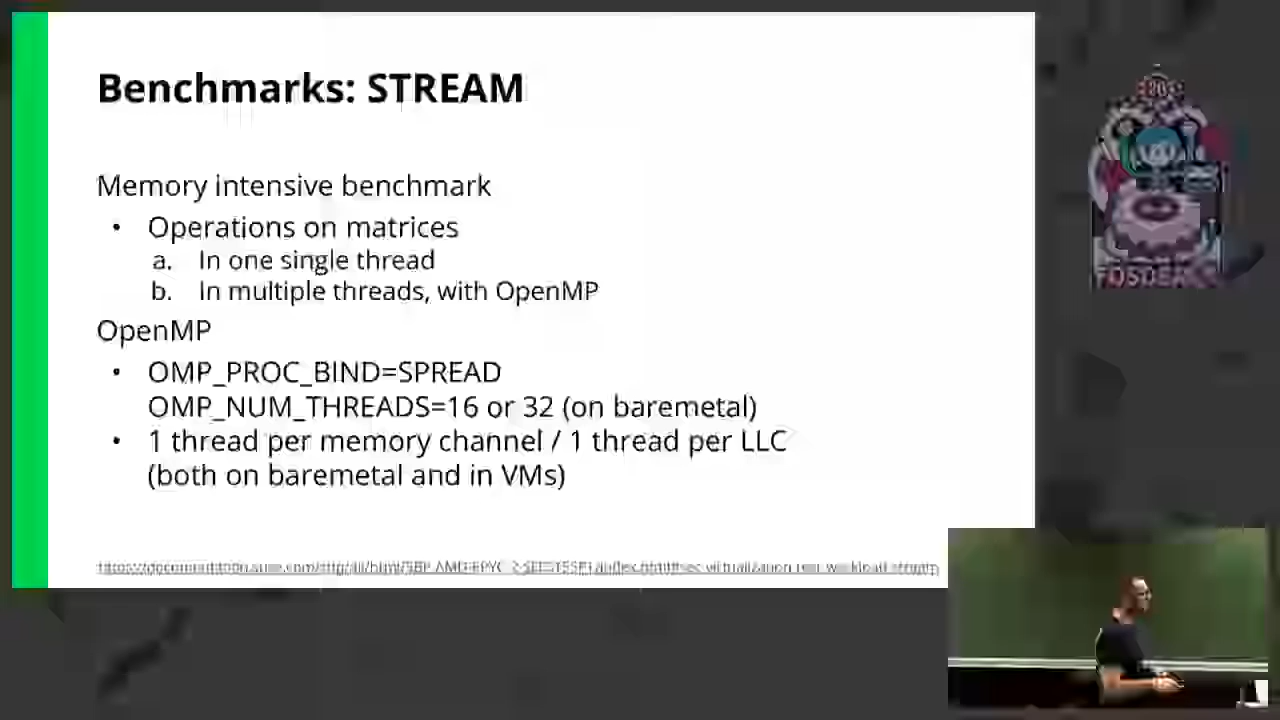 Benchmarks: STREAM
Memory intensive benchmark
• Operations on matrices
a. In one single thread
b. In multiple threads, with OpenMP
OpenMP
• OMP_PROC_BIND=SPREAD
OMP_NUM_THREADS=16 or 32 (on baremetal)
• 1 thread per memory channel / 1 thread per LLC
(both on baremetal and in VMs)